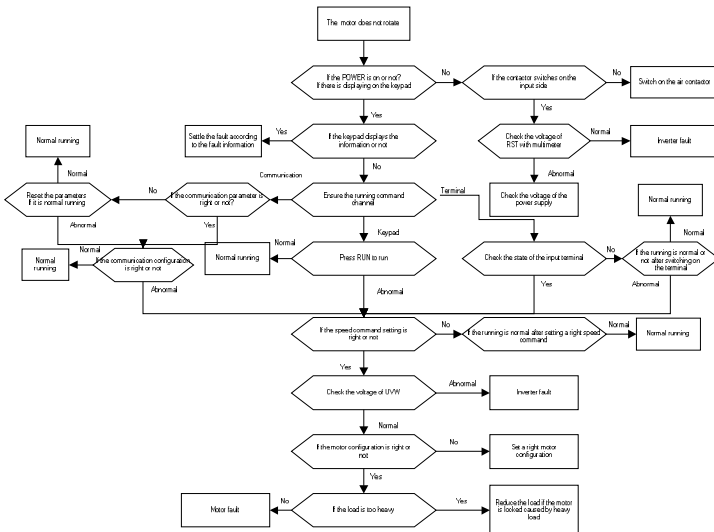 The motor does not rotate
If the POWER is on or not?
If there is displaying on the keypad
No
If the contactor switches on the
input side
No
Switch on the air contactor
Yes
Yes
Settle the fault according
to the fault information
Yes
If the keypad displays the
information or not
Check the voltage of
RST with multimeter
Normal
Inverter fault
Normal running
No
Abnormal
Normal
Communication
Reset the parameters
If it is normal running
No
If the communication parameter is
right or not?
Ensure the running command
channel
Terminal
Check the voltage of the
power supply
Normal running
Abnormal
Yes
Keypad
Normal
Normal
running
Normal
If the communication configuration
is right or not
Normal running
Normal
Press RUN to run
Check the state of the input terminal
No
If the running is normal or
not after switching on
the terminal
Abnormal
Abnormal
Yes
Abnormal
If the speed command setting is
right or not
No
If the running is normal after setting a right speed
command
Normal
Normal running
Yes
Check the voltage of UVW
Abnormal
Inverter fault
Normal
If the motor configuration is right or
not
No
Set a right motor
configuration
Yes
Motor fault
No
If the load is too heavy
Yes
Reduce the load if the motor
is locked caused by heavy
load